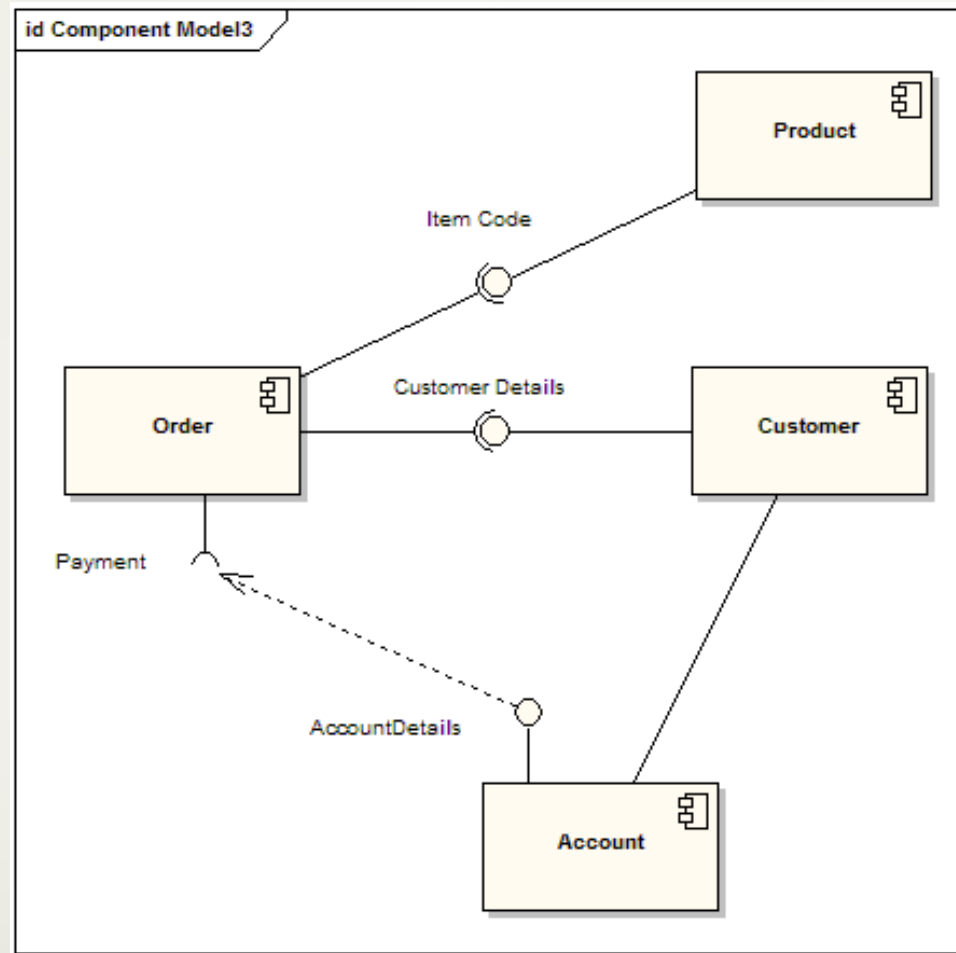 id Component Model3
Product
Item Code
Customer Details
Order
Customer
Payment
AccountDetails
Account